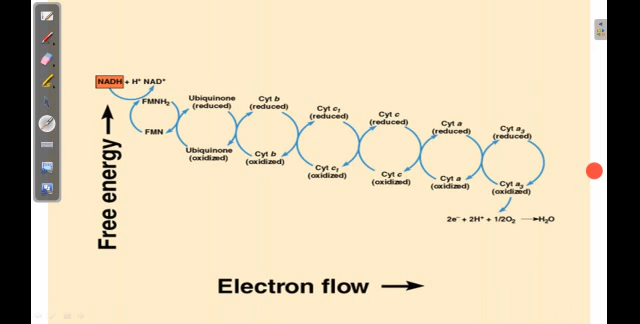 NADH + H⁺ NAD⁺
FMNH₂
FMN
Ubiquinone
(reduced)
Ubiquinone
(oxidized)
Cyt b
(reduced)
Cyt b
(oxidized)
Cyt c₁
(reduced)
Cyt c₁
(oxidized)
Cyt c
(reduced)
Cyt c
(oxidized)
Cyt a
(reduced)
Cyt a
(oxidized)
Cyt a₃
(reduced)
Cyt a₃
(oxidized)
2e⁻ + 2H⁺ + 1/2O₂ → H₂O
Free energy →
Electron flow →